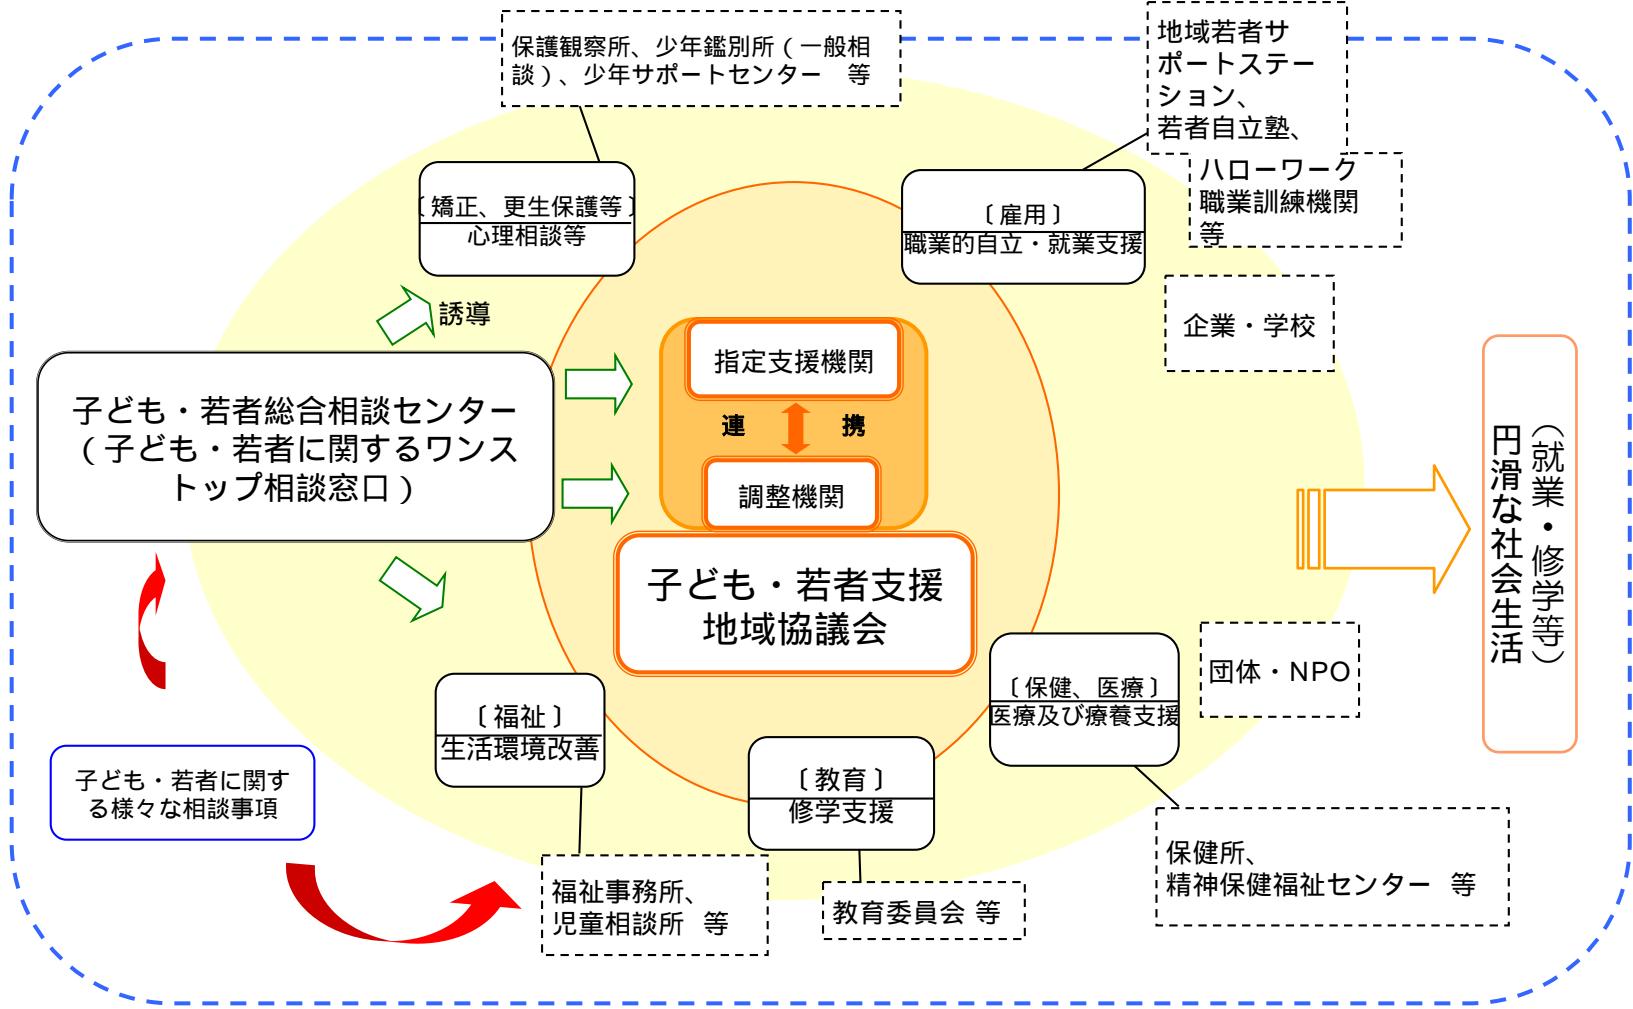 保護観察所、少年鑑別所（一般相
談）、少年サポートセンター　等
地域若者サ
ポートステー
ション、
若者自立塾、
ハローワーク
職業訓練機関
等
〔矯正、更生保護等〕
心理相談等
〔雇用〕
職業的自立・就業支援
企業・学校
誘導
指定支援機関
連　携
調整機関
子ども・若者総合相談センター
（子ども・若者に関するワンス
トップ相談窓口）
子ども・若者支援
地域協議会
（就業・修学等）
円滑な社会生活
団体・NPO
〔保健、医療〕
医療及び療養支援
〔福祉〕
生活環境改善
〔教育〕
修学支援
子ども・若者に関す
る様々な相談事項
福祉事務所、
児童相談所 等
教育委員会 等
保健所、
精神保健福祉センター 等